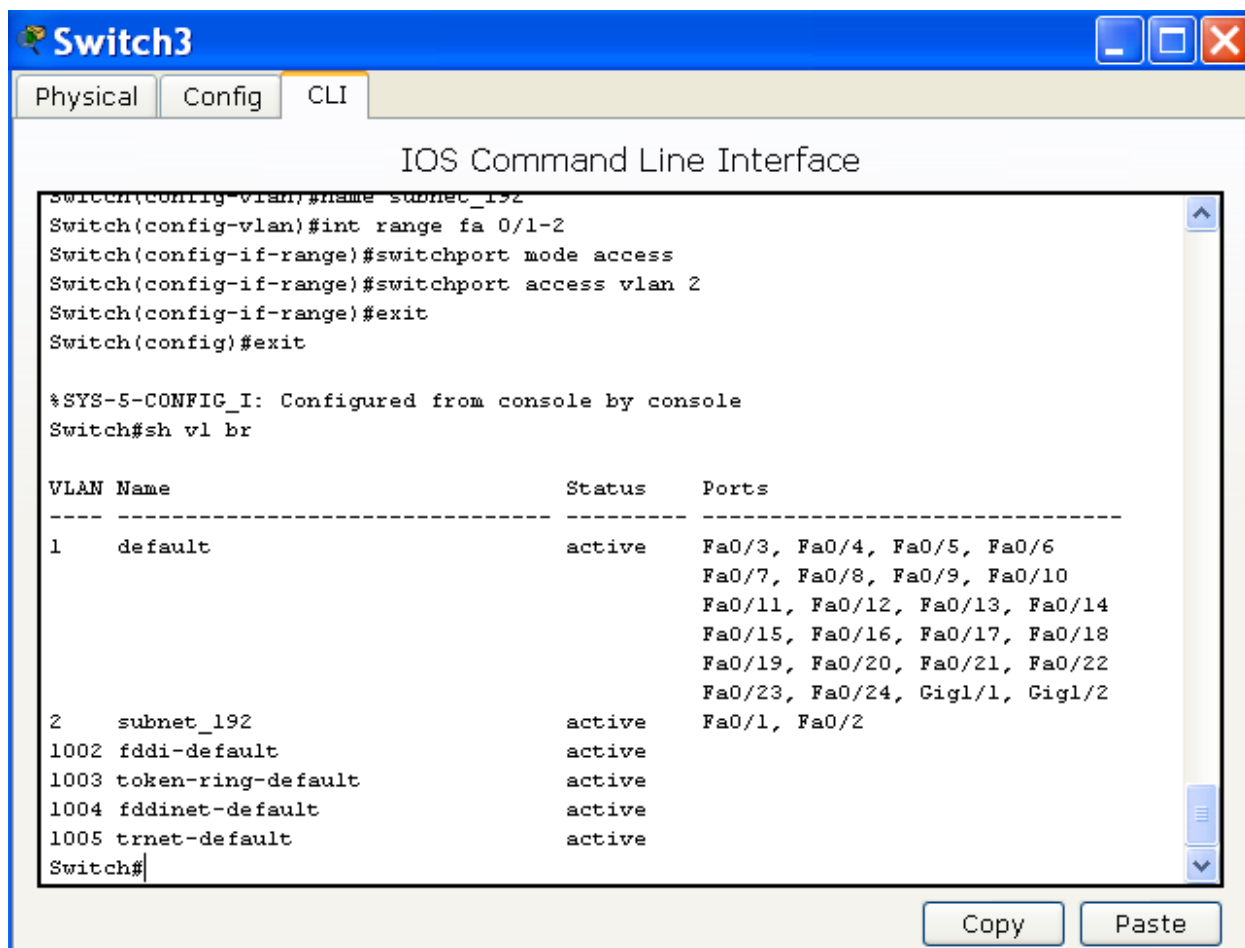 Switch3
Physical Config CLI
IOS Command Line Interface
Switch(config-vlan)#name subnet_192
Switch(config-vlan)#int range fa 0/1-2
Switch(config-if-range)#switchport mode access
Switch(config-if-range)#switchport access vlan 2
Switch(config-if-range)#exit
Switch(config)#exit
%SYS-5-CONFIG_I: Configured from console by console
Switch#sh vl br
VLAN Name Status Ports
---- -------------------------------- --------- -------------------------------
1 default active Fa0/3, Fa0/4, Fa0/5, Fa0/6
Fa0/7, Fa0/8, Fa0/9, Fa0/10
Fa0/11, Fa0/12, Fa0/13, Fa0/14
Fa0/15, Fa0/16, Fa0/17, Fa0/18
Fa0/19, Fa0/20, Fa0/21, Fa0/22
Fa0/23, Fa0/24, Gig1/1, Gig1/2
2 subnet_192 active Fa0/1, Fa0/2
1002 fddi-default active
1003 token-ring-default active
1004 fddinet-default active
1005 trnet-default active
Switch#
Copy Paste